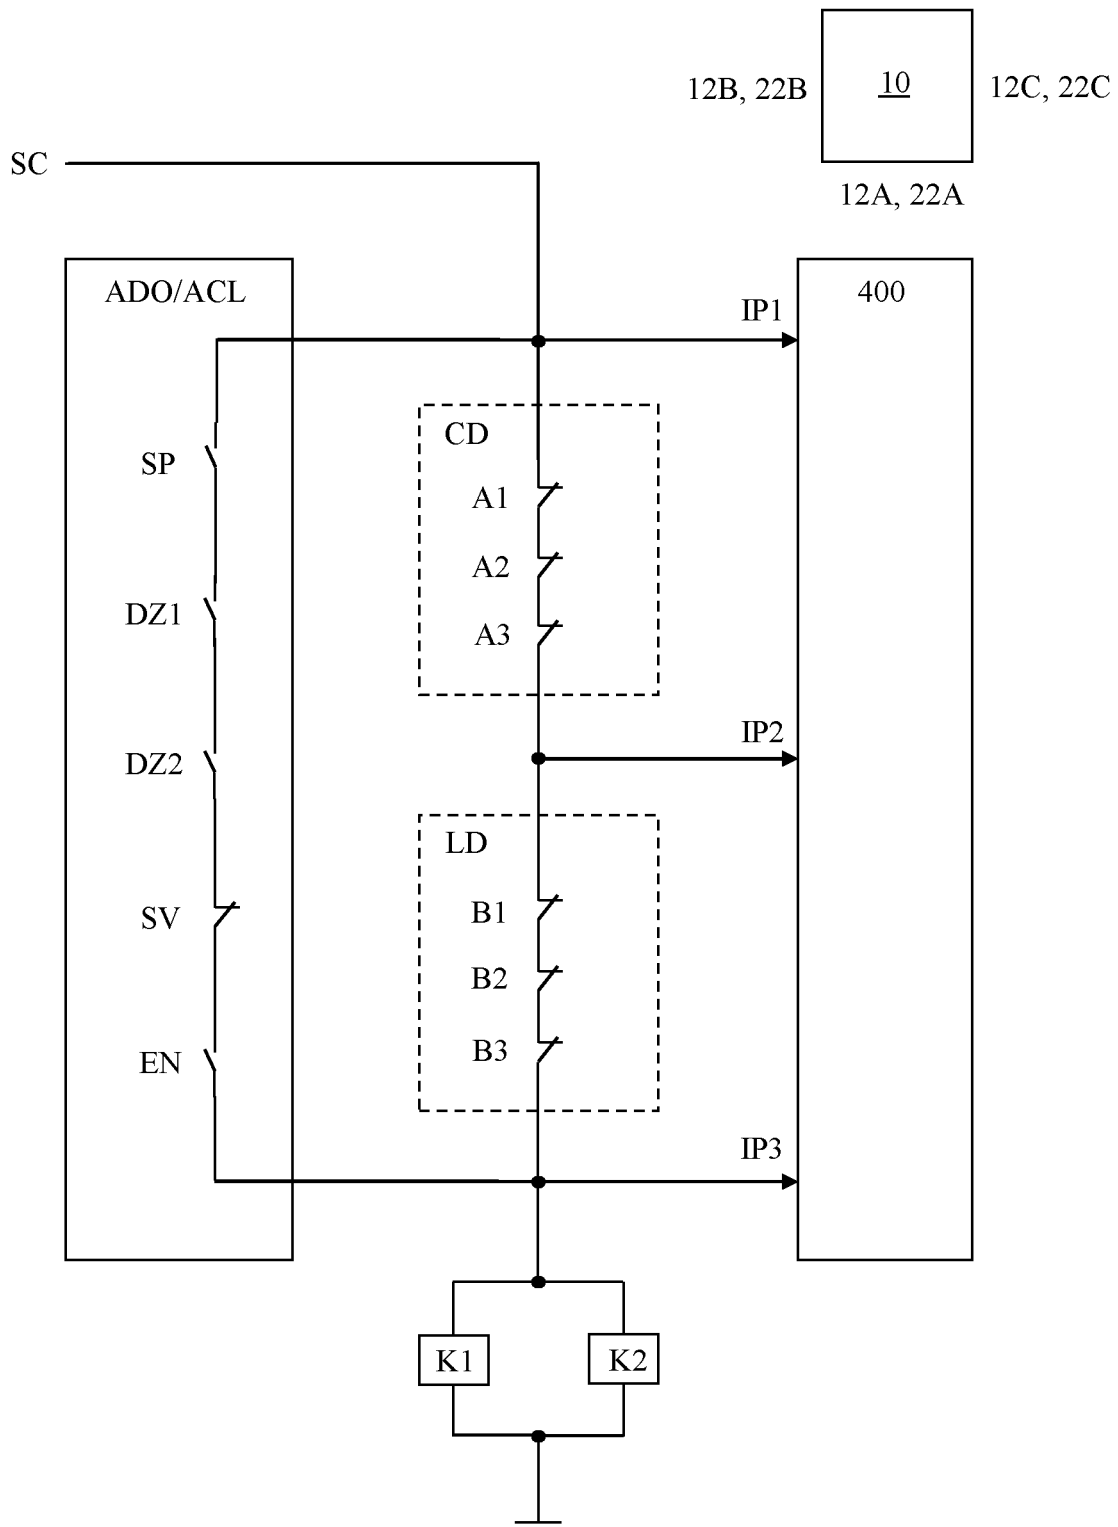 10
12B, 22B
12C, 22C
SC
12A, 22A
ADO/ACL
400
IP1
CD
SP
A1
A2
DZ1
A3
IP2
DZ2
LD
SV
B1
B2
EN
B3
IP3
K1
K2